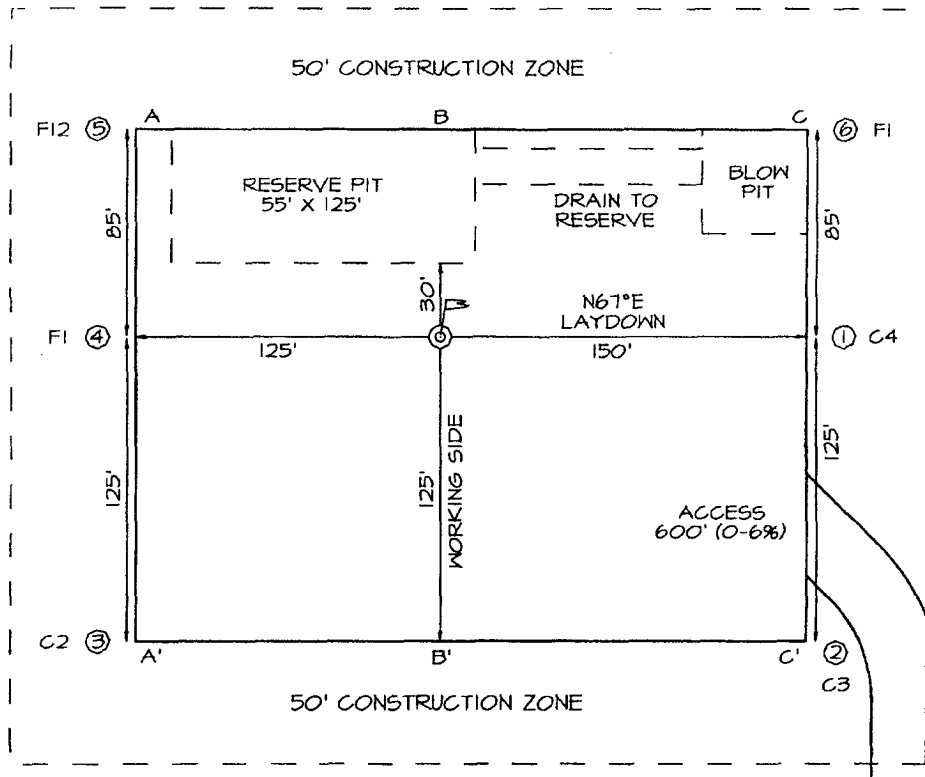 50' CONSTRUCTION ZONE
A B C
F12 ⑤ ⑥ F1
RESERVE PIT
55' X 125'
BLOW
PIT
DRAIN TO
RESERVE
85' 85'
30'
N67°E
LAYDOWN
F1 ④ ① C4
125' 150'
125' 125' 125'
WORKING SIDE
ACCESS
600' (0-6%)
C2 ③ ②
A' B' C'
C3
50' CONSTRUCTION ZONE